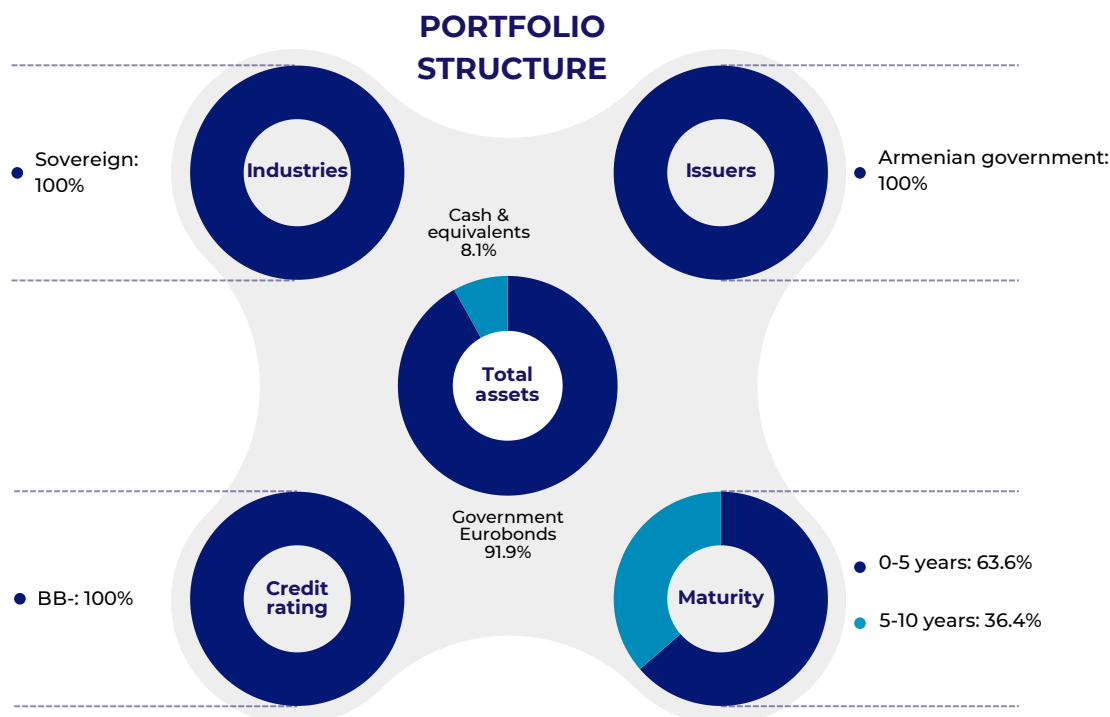 PORTFOLIO
STRUCTURE
Industries
Sovereign:
100%
Issuers
Armenian government:
100%
Cash &
equivalents
8.1%
Total
assets
Government
Eurobonds
91.9%
Credit
rating
BB-: 100%
Maturity
0-5 years: 63.6%
5-10 years: 36.4%